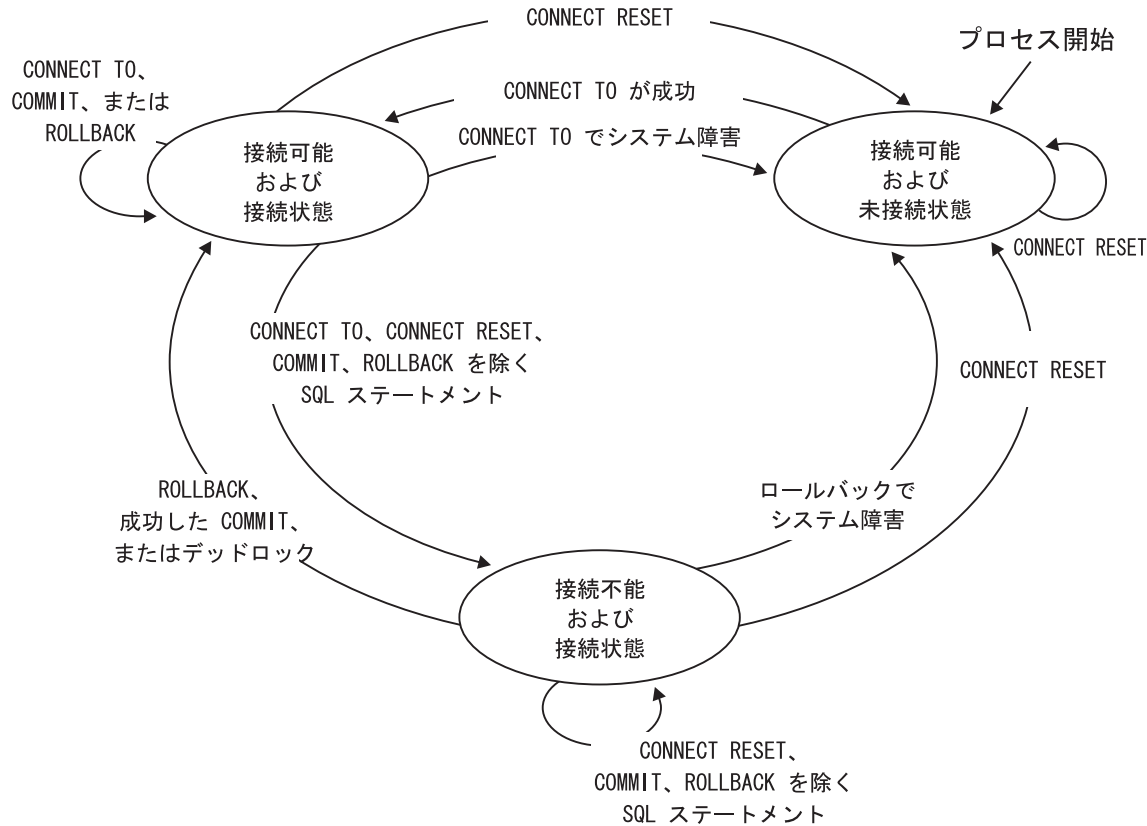 CONNECT RESET
プロセス開始
CONNECT TO、
COMMIT、または
ROLLBACK
CONNECT TO が成功
CONNECT TO でシステム障害
接続可能
および
接続状態
接続可能
および
未接続状態
CONNECT RESET
CONNECT TO、CONNECT RESET、
COMMIT、ROLLBACK を除く
SQL ステートメント
CONNECT RESET
ROLLBACK、
成功した COMMIT、
またはデッドロック
ロールバックで
システム障害
接続不能
および
接続状態
CONNECT RESET、
COMMIT、ROLLBACK を除く
SQL ステートメント